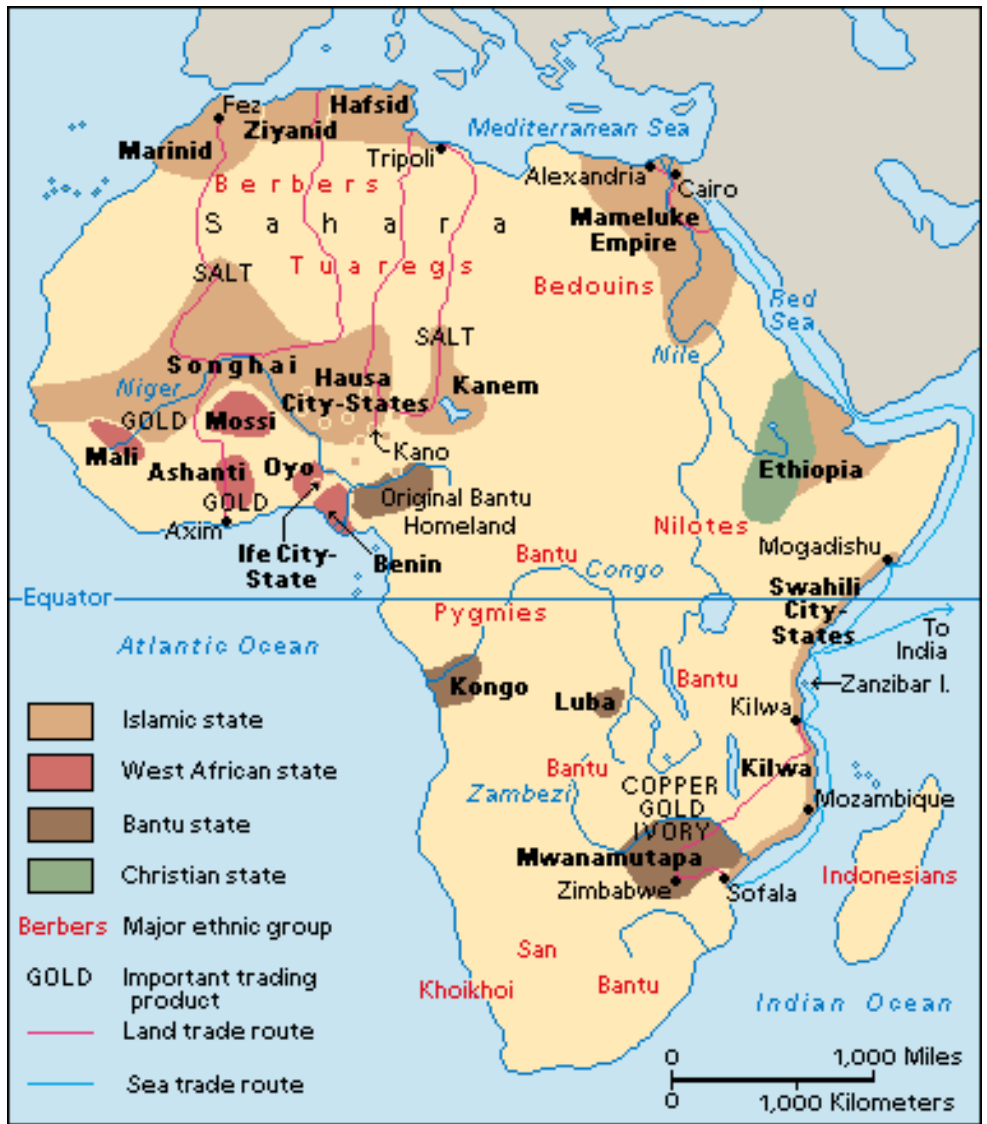 Fez
Hafsid
Ziyanid
Marinid
Mediterranean Sea
Tripoli
Alexandria
Cairo
Berbers
Sahara
Mameluke
Empire
Tuaregs
SALT
Bedouins
Red
Sea
SALT
Nile
Songhai
Niger
Hausa
City-States
Kanem
GOLD
Mossi
Mali
Kano
Ashanti
Oyo
Ethiopia
GOLD
Original Bantu
Homeland
Axim
Nilotes
Ife City-
State
Benin
Bantu
Congo
Mogadishu
Equator
Swahili
City-
States
Pygmies
To
India
Atlantic Ocean
Kongo
Luba
Bantu
Zanzibar I.
Kilwa
Bantu
Kilwa
Zambezi
COPPER
GOLD
IVORY
Mozambique
Mwanamutapa
Zimbabwe
Sofala
Indonesians
San
Khoikhoi
Bantu
Indian Ocean
Islamic state
West African state
Bantu state
Christian state
Berbers Major ethnic group
GOLD Important trading
product
Land trade route
Sea trade route
0 1,000 Miles
0 1,000 Kilometers